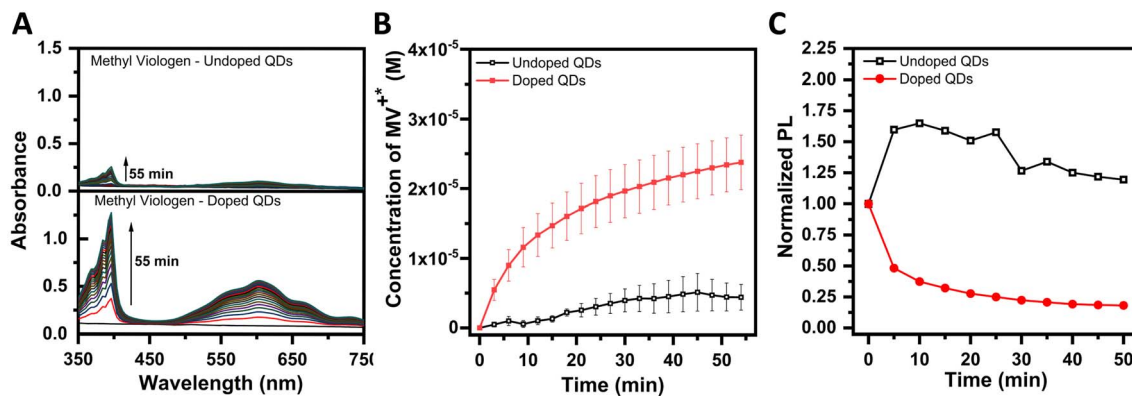 A
Absorbance
1.5
1.0
0.5
0.0
Methyl Viologen - Undoped QDs
55 min
1.0
0.5
0.0
Methyl Viologen - Doped QDs
55 min
350 450 550 650 750
Wavelength (nm)
B
Concentration of MV+* (M)
4x10-5
3x10-5
2x10-5
1x10-5
0
Undoped QDs
Doped QDs
0 10 20 30 40 50
Time (min)
C
Normalized PL
2.25
2.00
1.75
1.50
1.25
1.00
0.75
0.50
0.25
0.00
Undoped QDs
Doped QDs
0 10 20 30 40 50
Time (min)